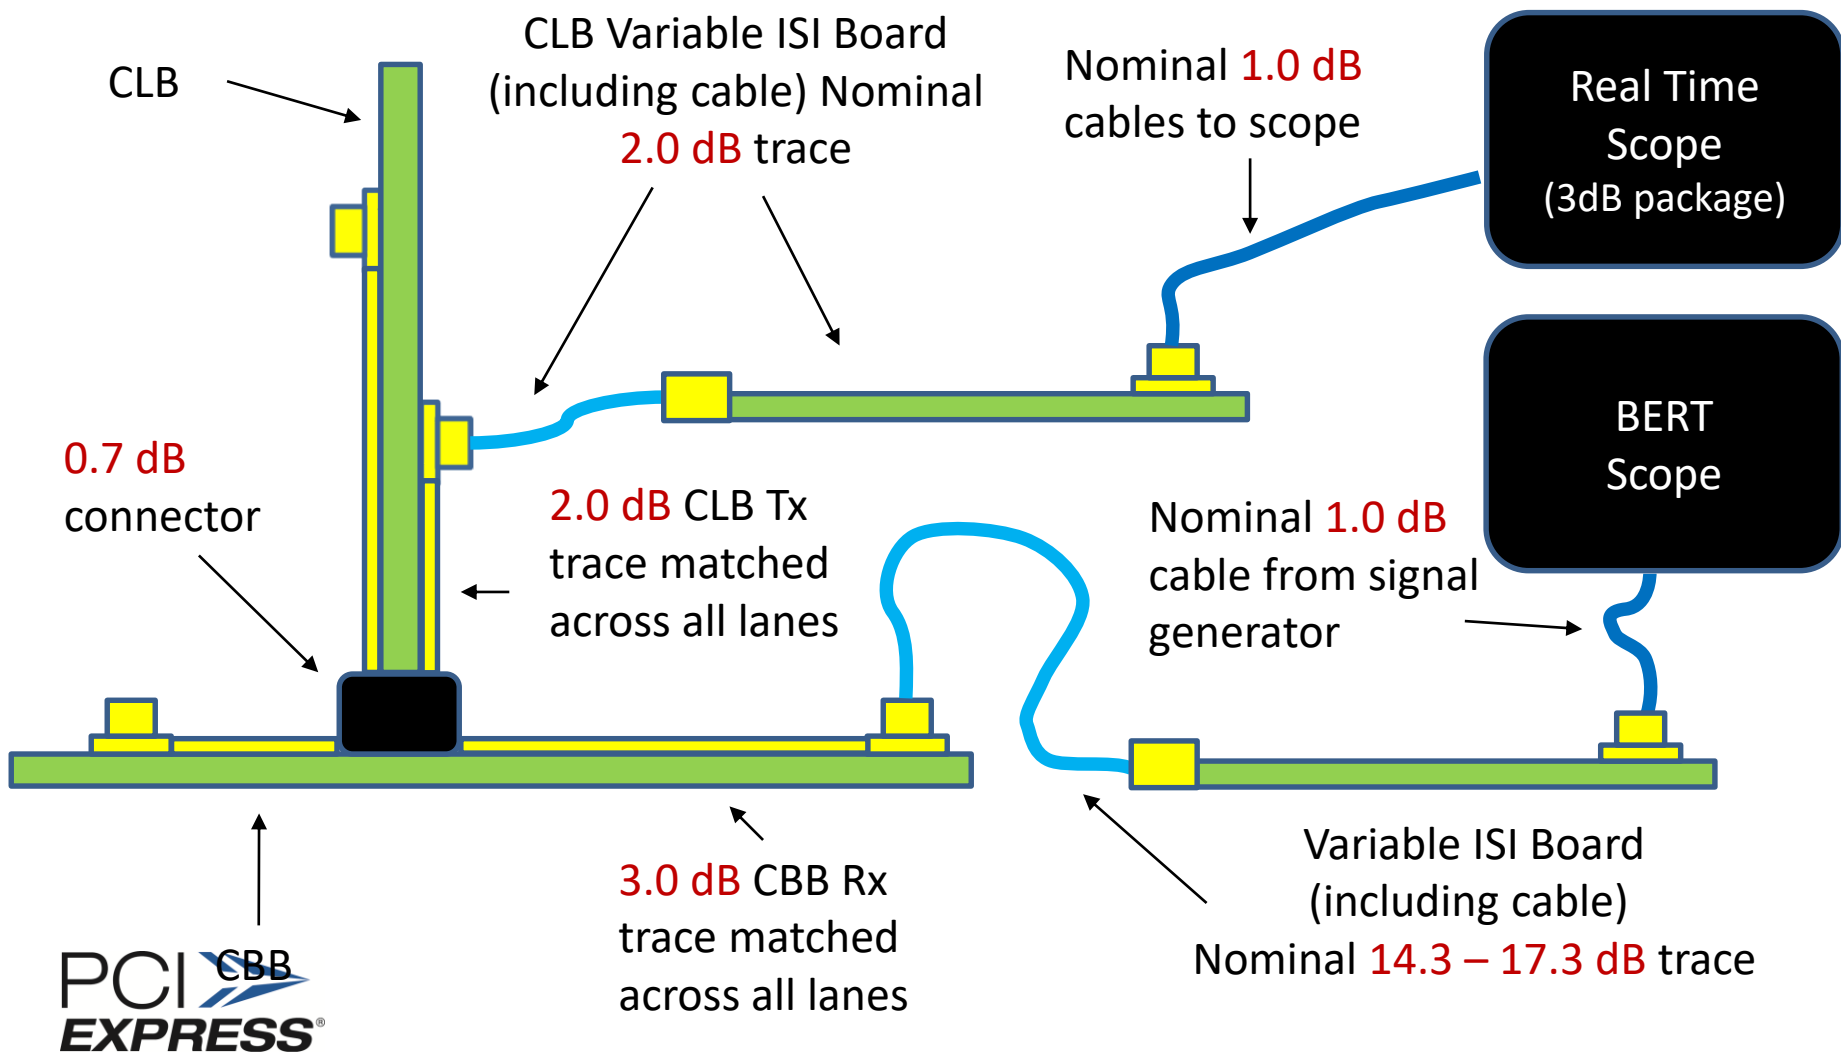 CLB
CLB Variable ISI Board
(including cable) Nominal
2.0 dB trace
Nominal 1.0 dB
cables to scope
Real Time
Scope
(3dB package)
BERT
Scope
0.7 dB
connector
2.0 dB CLB Tx
trace matched
across all lanes
Nominal 1.0 dB
cable from signal
generator
3.0 dB CBB Rx
trace matched
across all lanes
Variable ISI Board
(including cable)
Nominal 14.3 – 17.3 dB trace
CBB
PCI
EXPRESS®